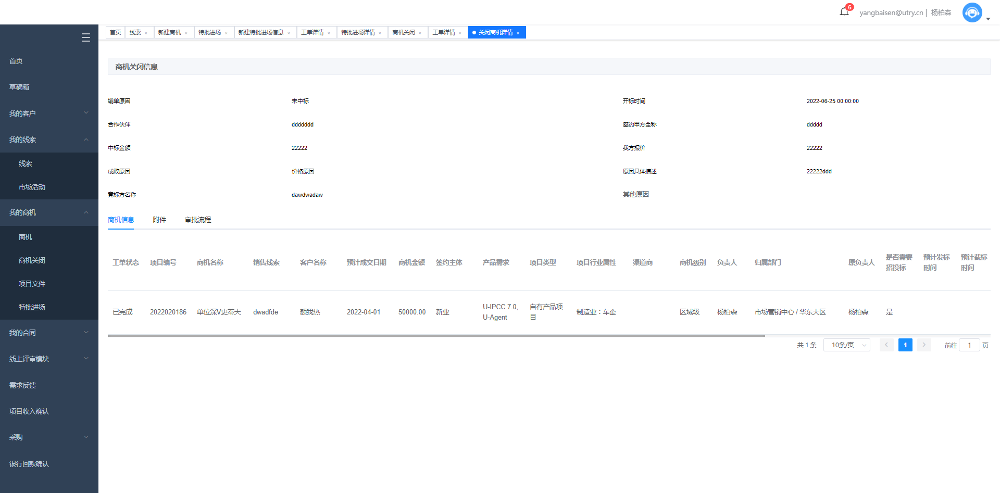 6
yangbaisen@utry.cn | 杨柏森
首页 线索 × 新建商机 × 特批进场 × 新建特批进场信息 × 工单详情 × 特批进场详情 × 商机关闭 × 工单详情 × 关闭商机详情 ×
首页
草稿箱
我的客户
我的线索
线索
市场活动
我的商机
商机
商机关闭
项目文件
特批进场
我的合同
线上评审模块
需求反馈
项目收入确认
采购
银行回款确认
商机关闭信息
输单原因 未中标 开标时间 2022-06-25 00:00:00
合作伙伴 ddddddd 签约甲方全称 ddddd
中标金额 22222 我方报价 22222
成败原因 价格原因 原因具体描述 22222ddd
竞标方名称 dawdwadaw 其他原因
商机信息 附件 审批流程
工单状态 项目编号 商机名称 销售线索 客户名称 预计成交日期 商机金额 签约主体 产品需求 项目类型 项目行业属性 渠道商 商机级别 负责人 归属部门 原负责人 是否需要 预计发标 预计截标
招投标 时间 时间
已完成 2022020186 单位深V史蒂夫 dwadfde 额我热 2022-04-01 50000.00 新业 U-IPCC 7.0, 自有产品项 制造业：车企 区域级 杨柏森 市场营销中心 / 华东大区 杨柏森 是
U-Agent 目
共 1 条 10条/页 1 前往 1 页